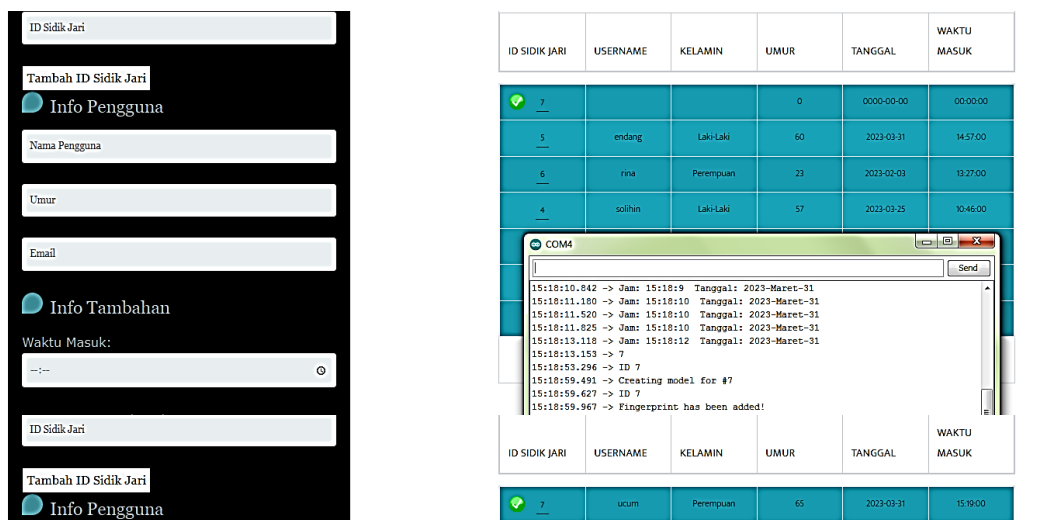 ID Sidik Jari
Tambah ID Sidik Jari
Info Pengguna
Nama Pengguna
Umur
Email
Info Tambahan
Waktu Masuk:
--:--
ID Sidik Jari
Tambah ID Sidik Jari
Info Pengguna
ID SIDIK JARI USERNAME KELAMIN UMUR TANGGAL WAKTU MASUK
7 0 0000-00-00 00:00:00
5 endang Laki-Laki 60 2023-03-31 14:57:00
6 rina Perempuan 23 2023-02-03 13:27:00
4 solihin Laki-Laki 57 2023-03-25 10:46:00
COM4
Send
15:18:10.842 -> Jam: 15:18:9 Tanggal: 2023-Maret-31
15:18:11.180 -> Jam: 15:18:10 Tanggal: 2023-Maret-31
15:18:11.520 -> Jam: 15:18:10 Tanggal: 2023-Maret-31
15:18:11.825 -> Jam: 15:18:10 Tanggal: 2023-Maret-31
15:18:13.118 -> Jam: 15:18:12 Tanggal: 2023-Maret-31
15:18:13.153 -> 7
15:18:53.296 -> ID 7
15:18:59.491 -> Creating model for #7
15:18:59.627 -> ID 7
15:18:59.967 -> Fingerprint has been added!
ID SIDIK JARI USERNAME KELAMIN UMUR TANGGAL WAKTU MASUK
7 ucum Perempuan 65 2023-03-31 15:19:00